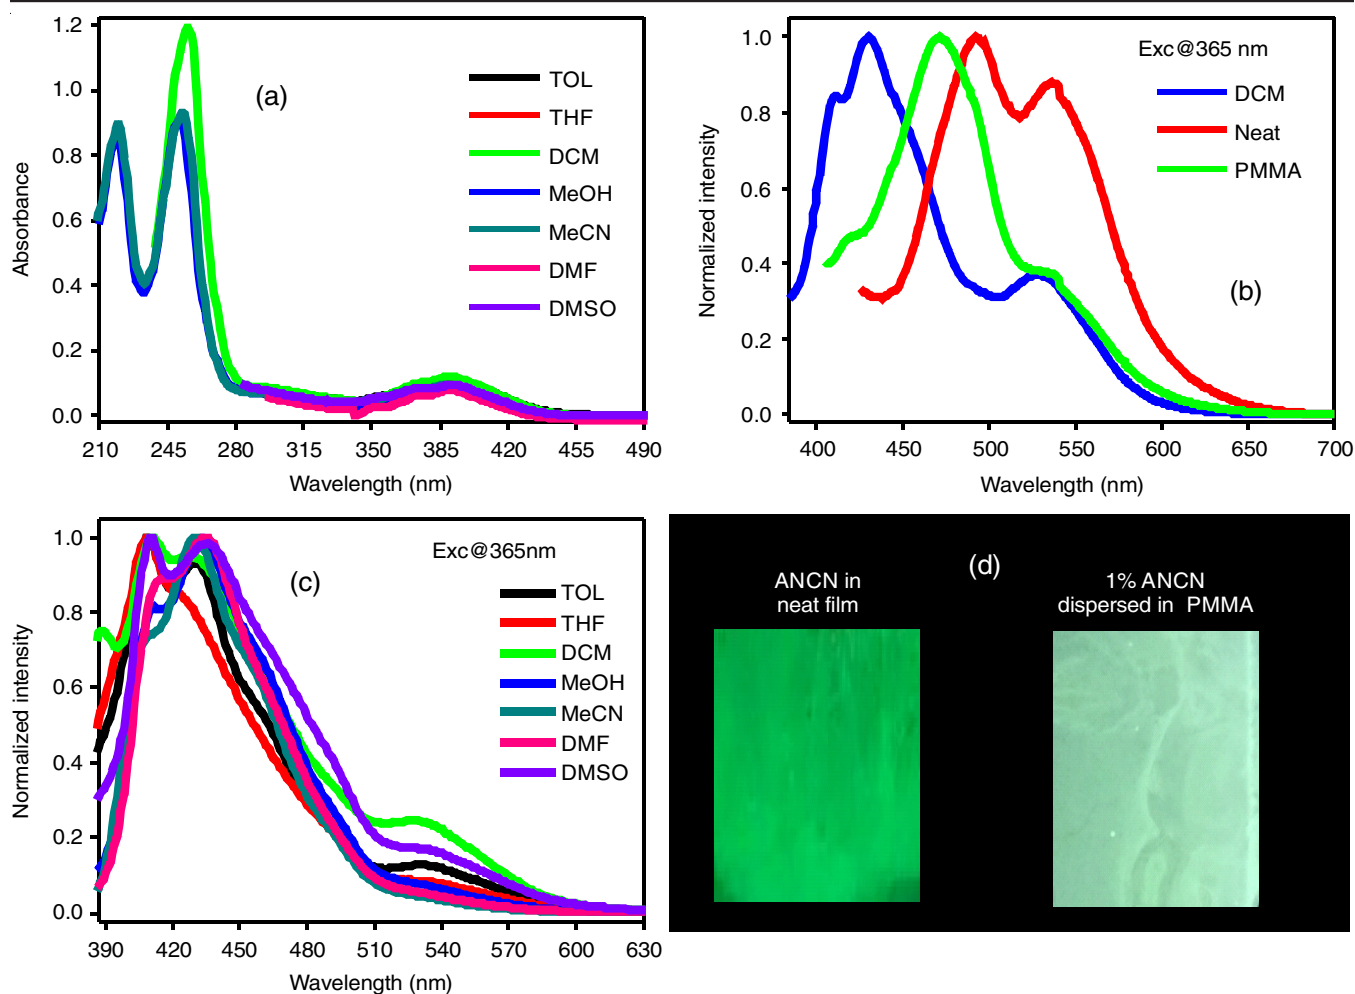 1.2
1.0
0.8
0.6
0.4
0.2
0.0
Absorbance
(a)
TOL
THF
DCM
MeOH
MeCN
DMF
DMSO
210 245 280 315 350 385 420 455 490
Wavelength (nm)
1.0
0.8
0.6
0.4
0.2
0.0
Normalized intensity
Exc@365 nm
DCM
Neat
PMMA
(b)
400 450 500 550 600 650 700
Wavelength (nm)
1.0
0.8
0.6
0.4
0.2
0.0
Normalized intensity
Exc@365nm
(c)
TOL
THF
DCM
MeOH
MeCN
DMF
DMSO
390 420 450 480 510 540 570 600 630
Wavelength (nm)
(d)
ANCN in
neat film
1% ANCN
dispersed in PMMA